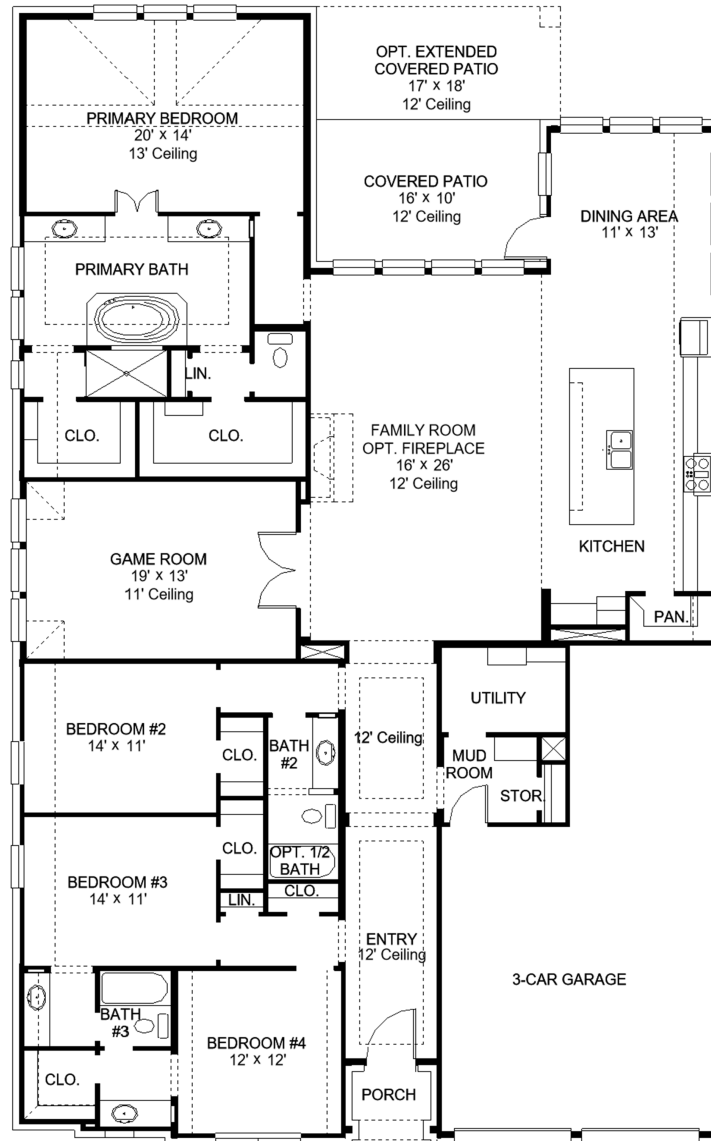 OPT. EXTENDED
COVERED PATIO
17' x 18'
12' Ceiling
PRIMARY BEDROOM
20' x 14'
13' Ceiling
COVERED PATIO
16' x 10'
12' Ceiling
DINING AREA
11' x 13'
PRIMARY BATH
LIN.
CLO.
CLO.
FAMILY ROOM
OPT. FIREPLACE
16' x 26'
12' Ceiling
KITCHEN
GAME ROOM
19' x 13'
11' Ceiling
PAN.
UTILITY
BEDROOM #2
14' x 11'
CLO.
BATH
#2
12' Ceiling
MUD
ROOM
STOR.
CLO.
OPT. 1/2
BATH
BEDROOM #3
14' x 11'
LIN.
CLO.
ENTRY
12' Ceiling
3-CAR GARAGE
BATH
#3
BEDROOM #4
12' x 12'
CLO.
PORCH